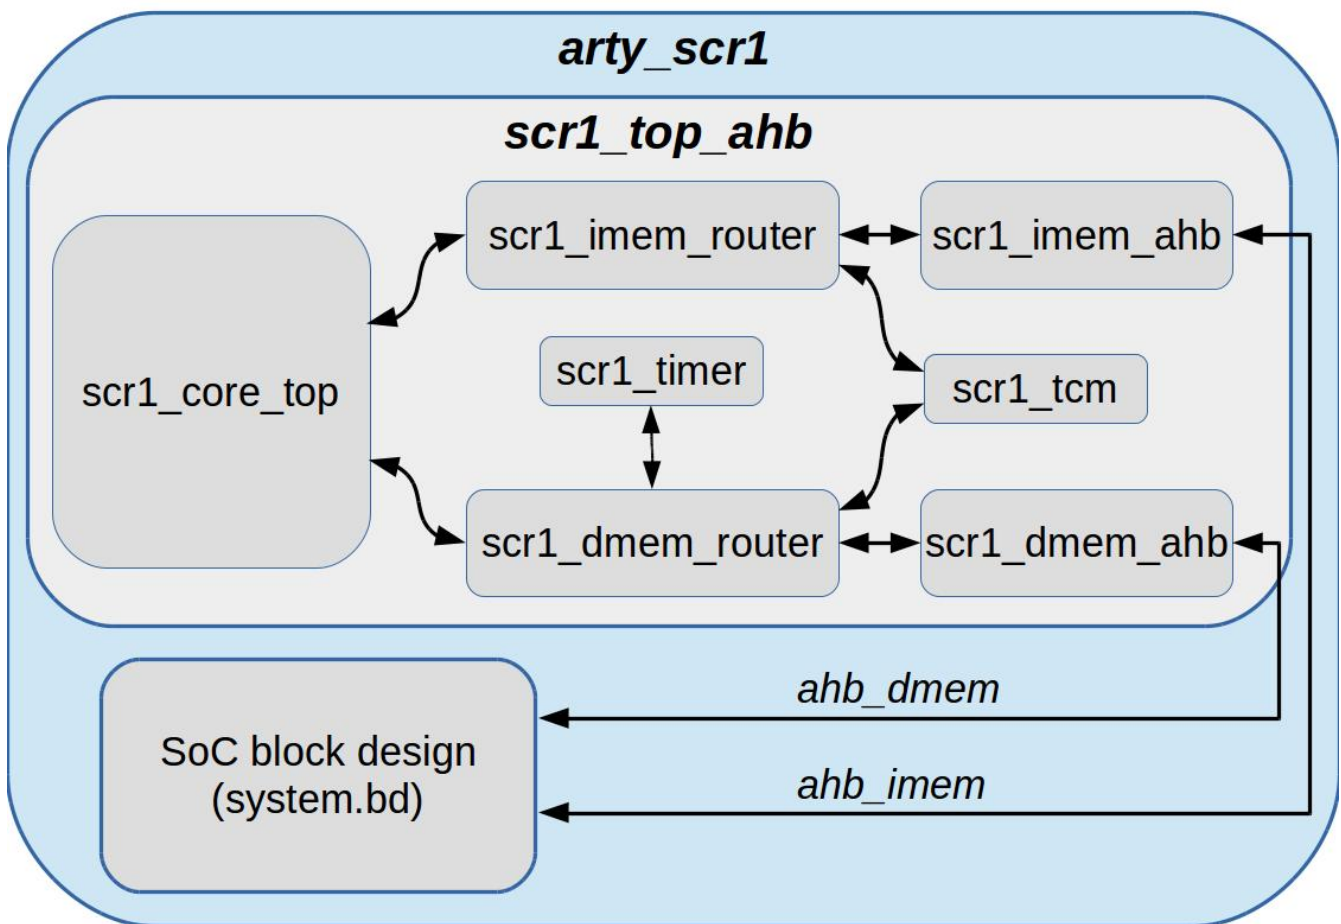 arty_scr1
scr1_top_ahb
scr1_core_top
scr1_imem_router
scr1_imem_ahb
scr1_timer
scr1_tcm
scr1_dmem_router
scr1_dmem_ahb
SoC block design
(system.bd)
ahb_dmem
ahb_imem